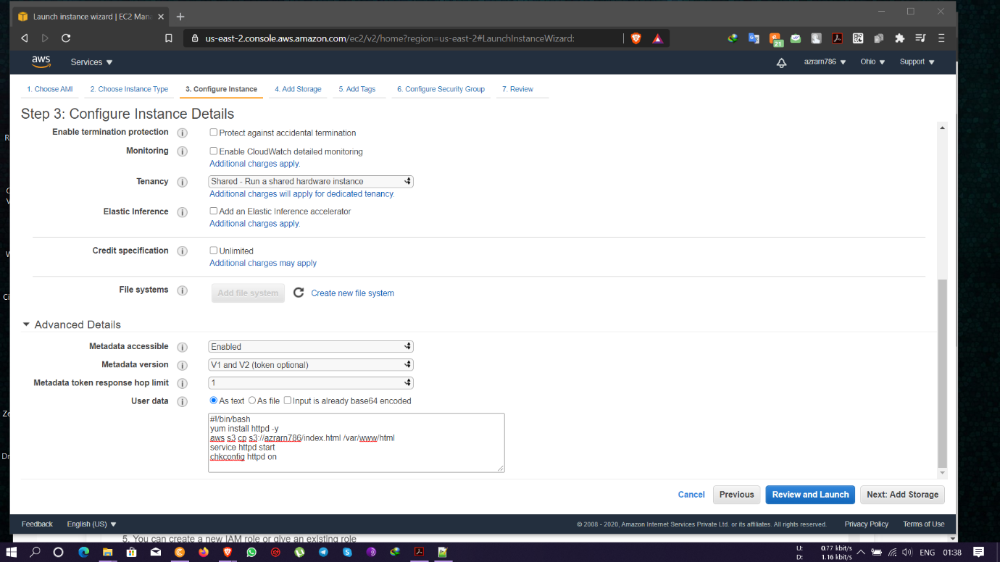 Launch instance wizard | EC2 Man
us-east-2.console.aws.amazon.com/ec2/v2/home?region=us-east-2#LaunchInstanceWizard:
21
aws
Services
azrarn786
Ohio
Support
1. Choose AMI
2. Choose Instance Type
3. Configure Instance
4. Add Storage
5. Add Tags
6. Configure Security Group
7. Review
Step 3: Configure Instance Details
Enable termination protection
Protect against accidental termination
Monitoring
Enable CloudWatch detailed monitoring
Additional charges apply.
Tenancy
Shared - Run a shared hardware instance
Additional charges will apply for dedicated tenancy.
Elastic Inference
Add an Elastic Inference accelerator
Additional charges apply.
Credit specification
Unlimited
Additional charges may apply
File systems
Add file system
Create new file system
Advanced Details
Metadata accessible
Enabled
Metadata version
V1 and V2 (token optional)
Metadata token response hop limit
1
User data
As text
As file
Input is already base64 encoded
#!/bin/bash
yum install httpd -y
aws s3 cp s3://azrarn786/index.html /var/www/html
service httpd start
chkconfig httpd on
Cancel
Previous
Review and Launch
Next: Add Storage
Feedback
English (US)
© 2008 - 2020, Amazon Internet Services Private Ltd. or its affiliates. All rights reserved.
Privacy Policy
Terms of Use
5. You can create a new IAM role or give an existing role
U: 0.77 kbit/s
D: 1.16 kbit/s
ENG
01:38